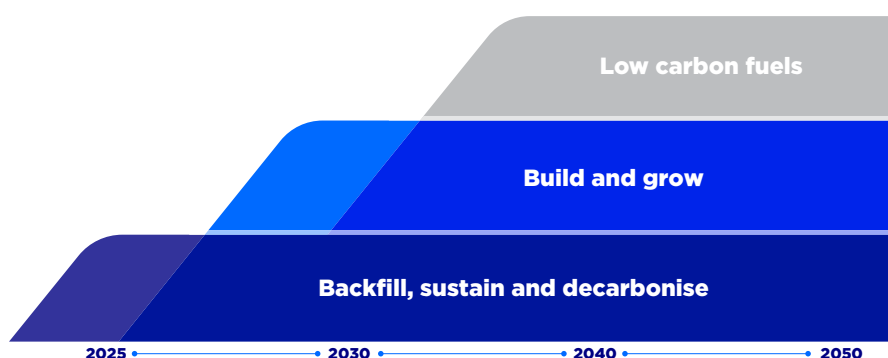 Low carbon fuels
Build and grow
Backfill, sustain and decarbonise
2025 2030 2040 2050